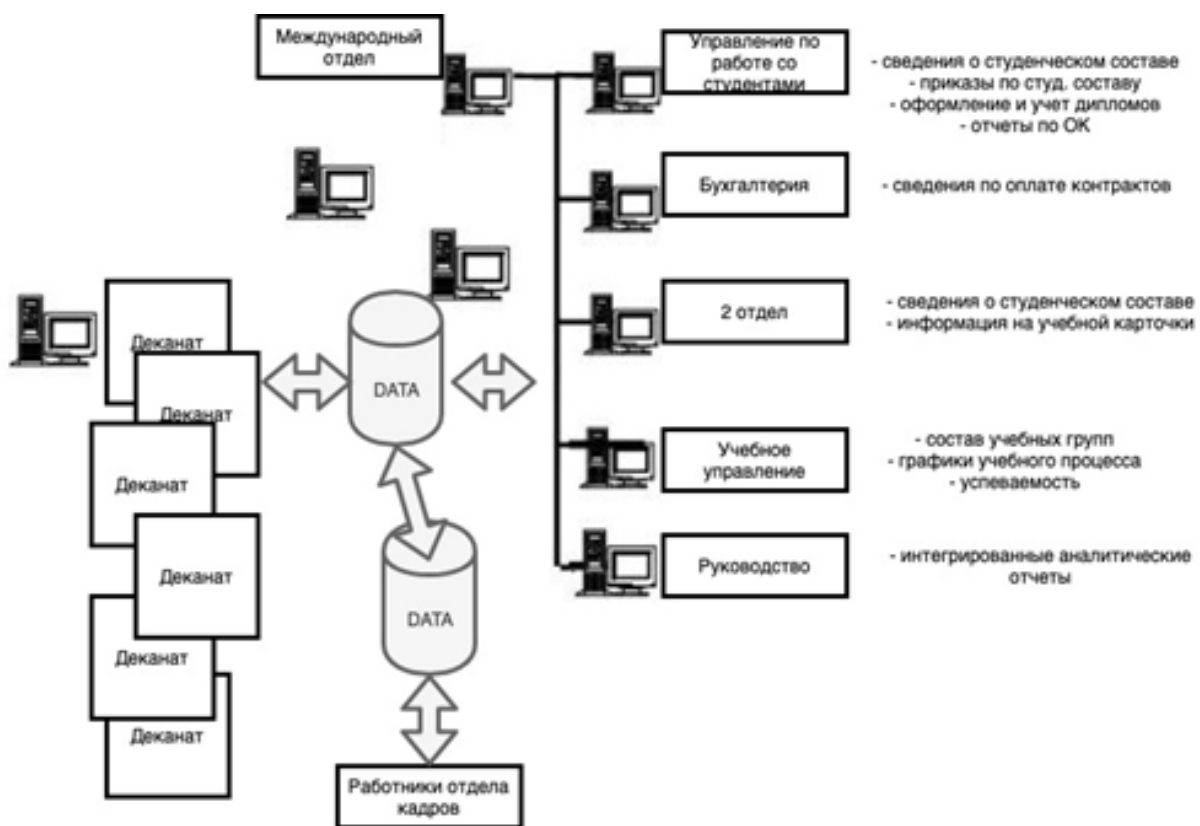 Международный
отдел
Управление по
работе со
студентами
- сведения о студенческом составе
- приказы по студ. составу
- оформление и учет дипломов
- отчеты по ОК
Бухгалтерия
- сведения по оплате контрактов
2 отдел
- сведения о студенческом составе
- информация на учебной карточки
Деканат
Деканат
Деканат
Деканат
Деканат
Деканат
DATA
DATA
Учебное
управление
- состав учебных групп
- графики учебного процесса
- успеваемость
Руководство
- интегрированные аналитические
отчеты
Работники отдела
кадров